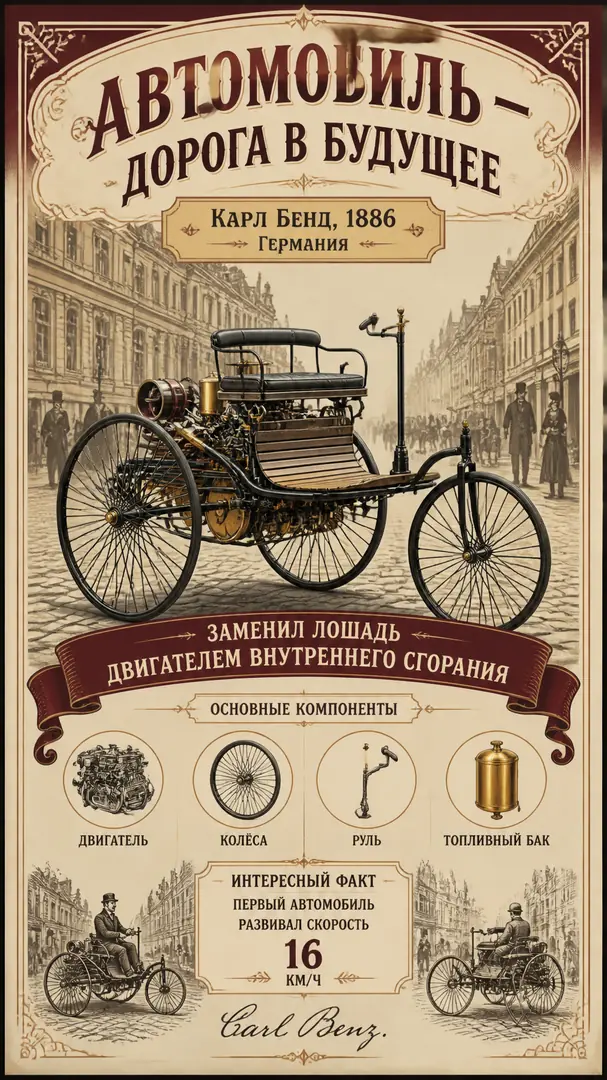 АВТОМОБИЛЬ –
ДОРОГА В БУДУЩЕЕ
КАРЛ БЕНД, 1886
ГЕРМАНИЯ
ЗАМЕНИЛ ЛОШАДЬ
ДВИГАТЕЛЕМ ВНУТРЕННЕГО СГОРАНИЯ
ОСНОВНЫЕ КОМПОНЕНТЫ
ДВИГАТЕЛЬ
КОЛЁСА
РУЛЬ
ТОПЛИВНЫЙ БАК
ИНТЕРЕСНЫЙ ФАКТ
ПЕРВЫЙ АВТОМОБИЛЬ
РАЗВИВАЛ СКОРОСТЬ
16
КМ/Ч
Carl Benz.